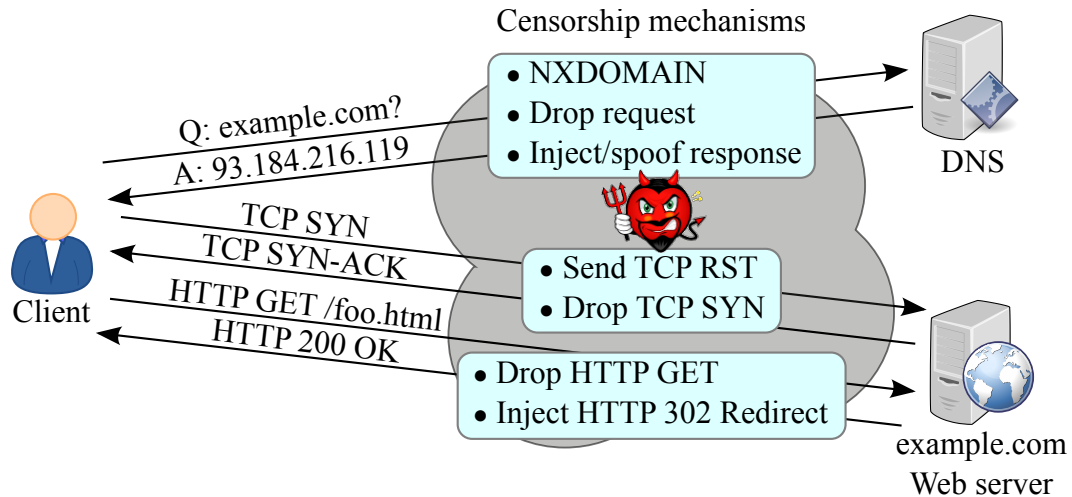 Censorship mechanisms
• NXDOMAIN
• Drop request
• Inject/spoof response
Q: example.com?
A: 93.184.216.119
DNS
TCP SYN
TCP SYN-ACK
• Send TCP RST
• Drop TCP SYN
Client
HTTP GET /foo.html
HTTP 200 OK
• Drop HTTP GET
• Inject HTTP 302 Redirect
example.com
Web server